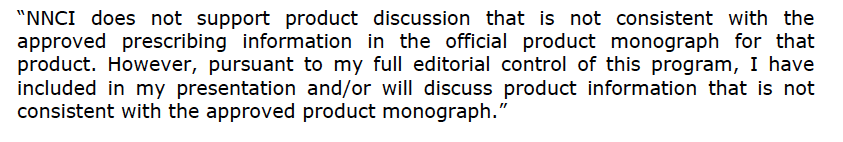 “NNCI does not support product discussion that is not consistent with the
approved prescribing information in the official product monograph for that
product. However, pursuant to my full editorial control of this program, I have
included in my presentation and/or will discuss product information that is not
consistent with the approved product monograph.”